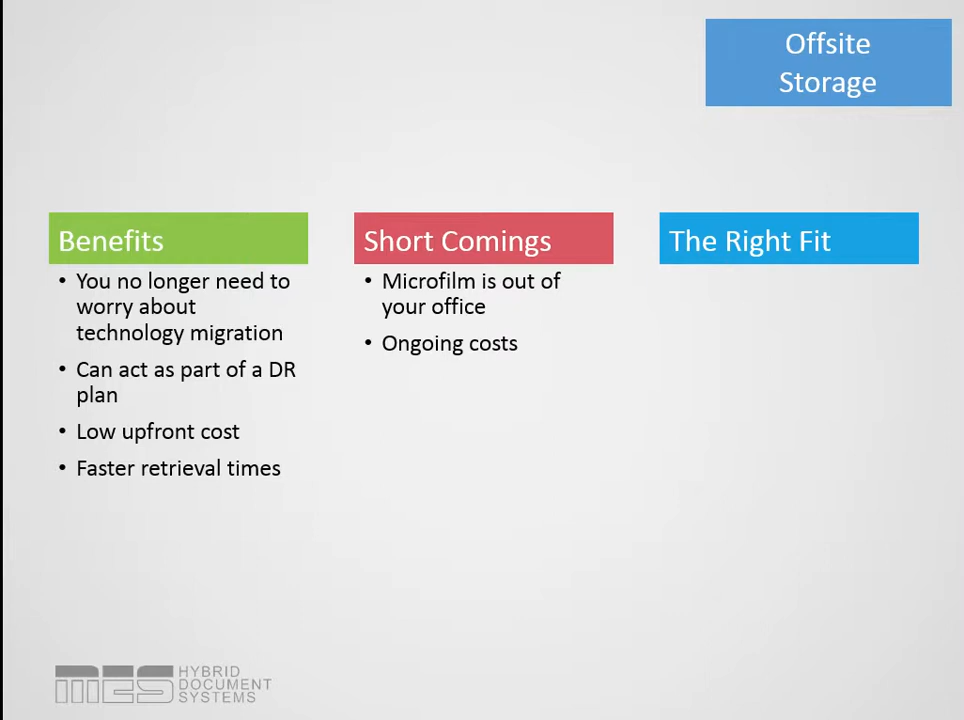 Offsite
Storage
Benefits
• You no longer need to
worry about
technology migration
• Can act as part of a DR
plan
• Low upfront cost
• Faster retrieval times
Short Comings
• Microfilm is out of
your office
• Ongoing costs
The Right Fit
mes HYBRID
DOCUMENT
SYSTEMS